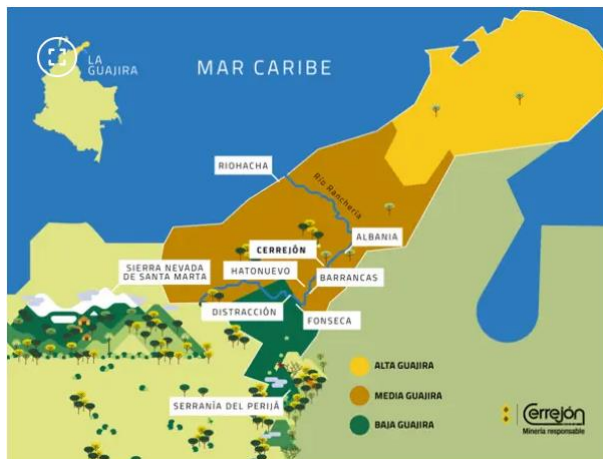 LA
GUAJIRA
MAR CARIBE
RIOHACHA
Río Ranchería
ALBANIA
CERREJÓN
SIERRA NEVADA
DE SANTA MARTA
HATONUEVO
BARRANCAS
DISTRACCIÓN
FONSECA
ALTA GUAJIRA
MEDIA GUAJIRA
SERRANÍA DEL PERIJÁ
BAJA GUAJIRA
Cerrejón
Minería responsable